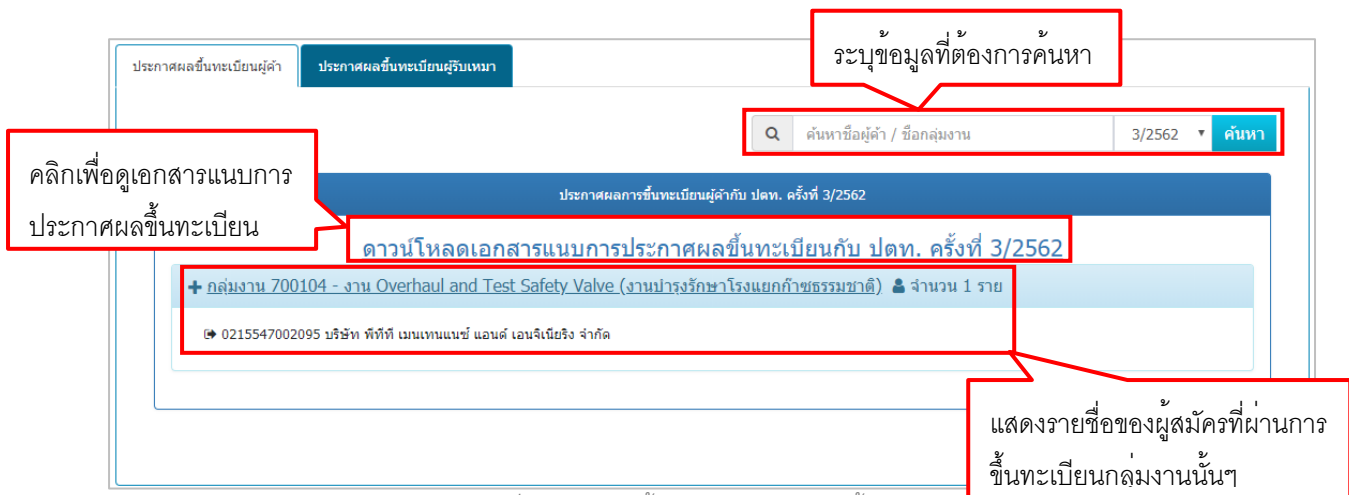 ระบุข้อมูลที่ต้องการค้นหา
ประกาศผลขึ้นทะเบียนผู้ค้า ประกาศผลขึ้นทะเบียนผู้รับเหมา
ค้นหาชื่อผู้ค้า / ชื่อกลุ่มงาน 3/2562 ค้นหา
คลิกเพื่อดูเอกสารแนบการ
ประกาศผลขึ้นทะเบียน
ประกาศผลการขึ้นทะเบียนผู้ค้ากับ ปตท. ครั้งที่ 3/2562
ดาวน์โหลดเอกสารแนบการประกาศผลขึ้นทะเบียนกับ ปตท. ครั้งที่ 3/2562
กลุ่มงาน 700104 - งาน Overhaul and Test Safety Valve (งานบำรุงรักษาโรงแยกก๊าซธรรมชาติ) จำนวน 1 ราย
0215547002095 บริษัท พีทีที เมนเทนแนนซ์ แอนด์ เอนจิเนียริง จำกัด
แสดงรายชื่อของผู้สมัครที่ผ่านการ
ขึ้นทะเบียนกลุ่มงานนั้นๆ